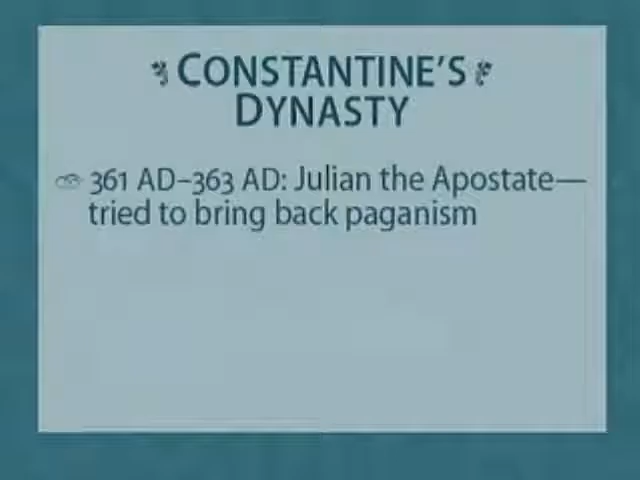 CONSTANTINE'S
DYNASTY
361 AD–363 AD: Julian the Apostate—
tried to bring back paganism